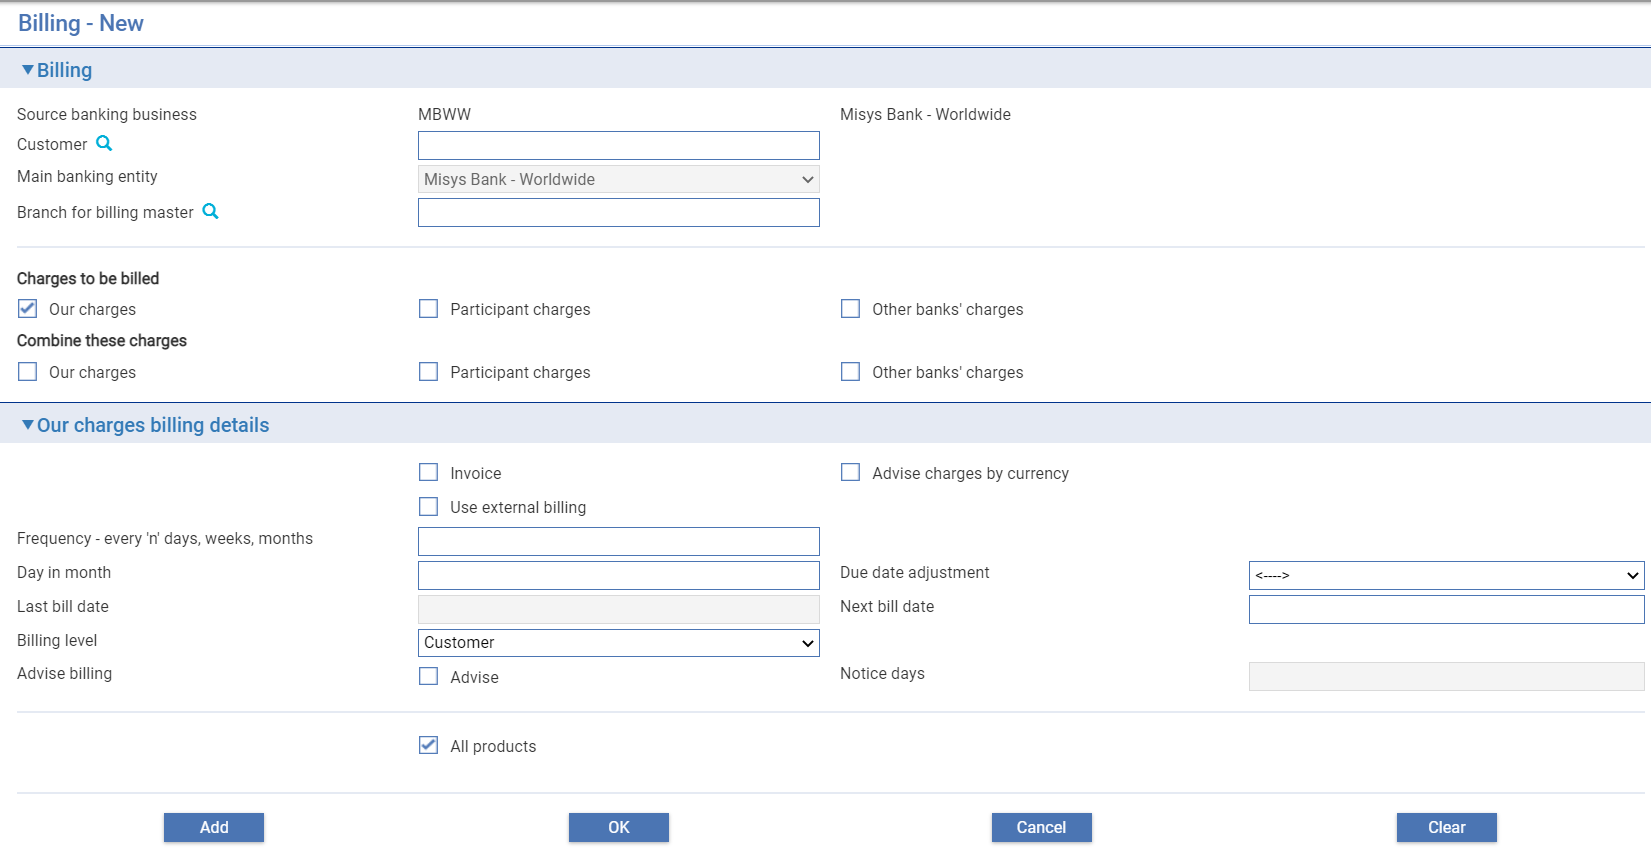 Billing - New
Billing
Source banking business MBWW Misys Bank - Worldwide
Customer
Main banking entity Misys Bank - Worldwide
Branch for billing master
Charges to be billed
Our charges Participant charges Other banks' charges
Combine these charges
Our charges Participant charges Other banks' charges
Our charges billing details
Invoice Advise charges by currency
Use external billing
Frequency - every 'n' days, weeks, months
Day in month Due date adjustment <---->
Last bill date Next bill date
Billing level Customer
Advise billing Advise Notice days
All products
Add OK Cancel Clear